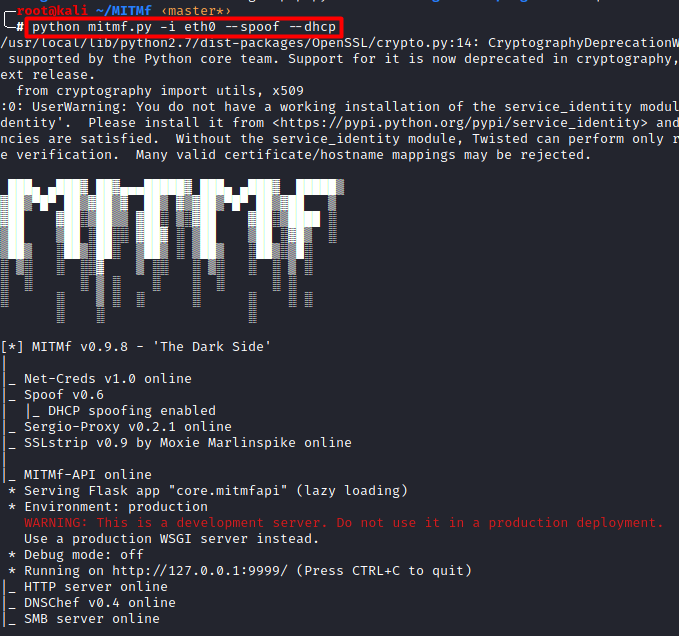 ┌──root@kali ~/MITMf ‹master*›
└─# python mitmf.py -i eth0 --spoof --dhcp
/usr/local/lib/python2.7/dist-packages/OpenSSL/crypto.py:14: CryptographyDeprecationW
 supported by the Python core team. Support for it is now deprecated in cryptography,
ext release.
  from cryptography import utils, x509
:0: UserWarning: You do not have a working installation of the service_identity modul
dentity'.  Please install it from <https://pypi.python.org/pypi/service_identity> and
ncies are satisfied.  Without the service_identity module, Twisted can perform only r
e verification.  Many valid certificate/hostname mappings may be rejected.
MITMF
[*] MITMf v0.9.8 - 'The Dark Side'
|
|_ Net-Creds v1.0 online
|_ Spoof v0.6
|  |_ DHCP spoofing enabled
|_ Sergio-Proxy v0.2.1 online
|_ SSLstrip v0.9 by Moxie Marlinspike online
|
|_ MITMf-API online
 * Serving Flask app "core.mitmfapi" (lazy loading)
 * Environment: production
   WARNING: This is a development server. Do not use it in a production deployment.
   Use a production WSGI server instead.
 * Debug mode: off
 * Running on http://127.0.0.1:9999/ (Press CTRL+C to quit)
|_ HTTP server online
|_ DNSChef v0.4 online
|_ SMB server online